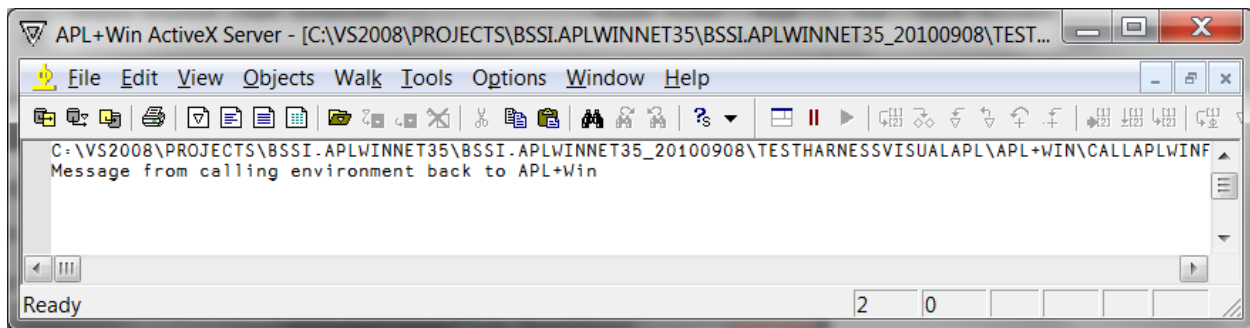 APL+Win ActiveX Server - [C:\VS2008\PROJECTS\BSSI.APLWINNET35\BSSI.APLWINNET35_20100908\TEST...
File Edit View Objects Walk Tools Options Window Help
C:\VS2008\PROJECTS\BSSI.APLWINNET35\BSSI.APLWINNET35_20100908\TESTHARNESSVISUALAPL\APL+WIN\CALLAPLWINF
Message from calling environment back to APL+Win
Ready 2 0